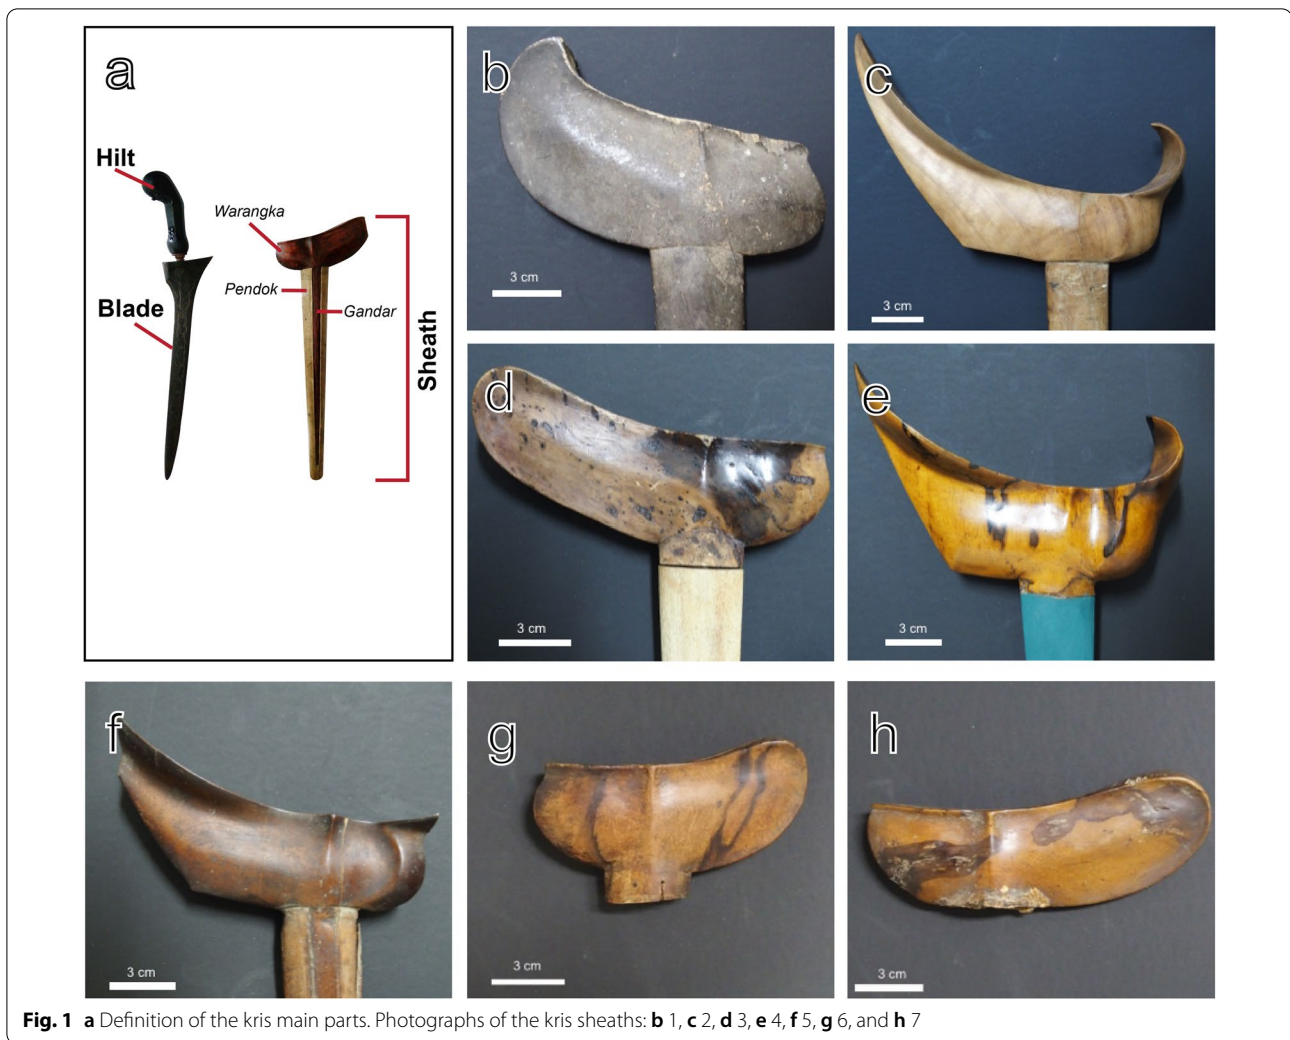 a
Hilt
Warangka
Pendok
Gandar
Blade
Sheath
b
3 cm
c
3 cm
d
3 cm
e
3 cm
f
3 cm
g
3 cm
h
3 cm
Fig. 1 a Definition of the kris main parts. Photographs of the kris sheaths: b 1, c 2, d 3, e 4, f 5, g 6, and h 7